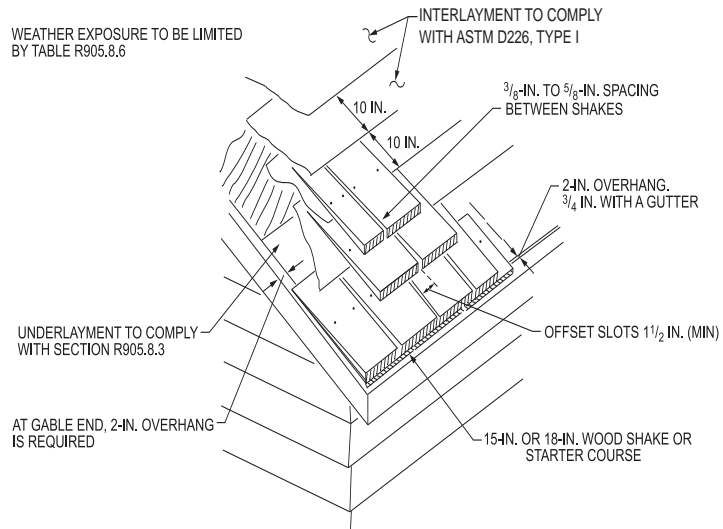 WEATHER EXPOSURE TO BE LIMITED
BY TABLE R905.8.6
INTERLAYMENT TO COMPLY
WITH ASTM D226, TYPE I
3/8-IN. TO 5/8-IN. SPACING
BETWEEN SHAKES
10 IN.
10 IN.
2-IN. OVERHANG.
3/4 IN. WITH A GUTTER
UNDERLAYMENT TO COMPLY
WITH SECTION R905.8.3
OFFSET SLOTS 1 1/2 IN. (MIN)
AT GABLE END, 2-IN. OVERHANG
IS REQUIRED
15-IN. OR 18-IN. WOOD SHAKE OR
STARTER COURSE